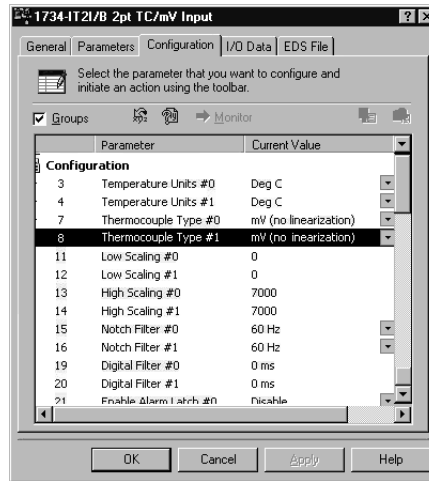 1734-IT2I/B 2pt TC/mV Input
General Parameters Configuration I/O Data EDS File
Select the parameter that you want to configure and
initiate an action using the toolbar.
Groups Monitor
Parameter Current Value
Configuration
3 Temperature Units #0 Deg C
4 Temperature Units #1 Deg C
7 Thermocouple Type #0 mV (no linearization)
8 Thermocouple Type #1 mV (no inearization)
11 Low Scaling #0 0
12 Low Scaling #1 0
13 High Scaling #0 7000
14 High Scaling #1 7000
15 Notch Filter #0 60 Hz
16 Notch Filter #1 60 Hz
19 Digital Filter #0 0 ms
20 Digital Filter #1 0 ms
21 Enable Alarm Latch #0 Disable
OK Cancel Apply Help